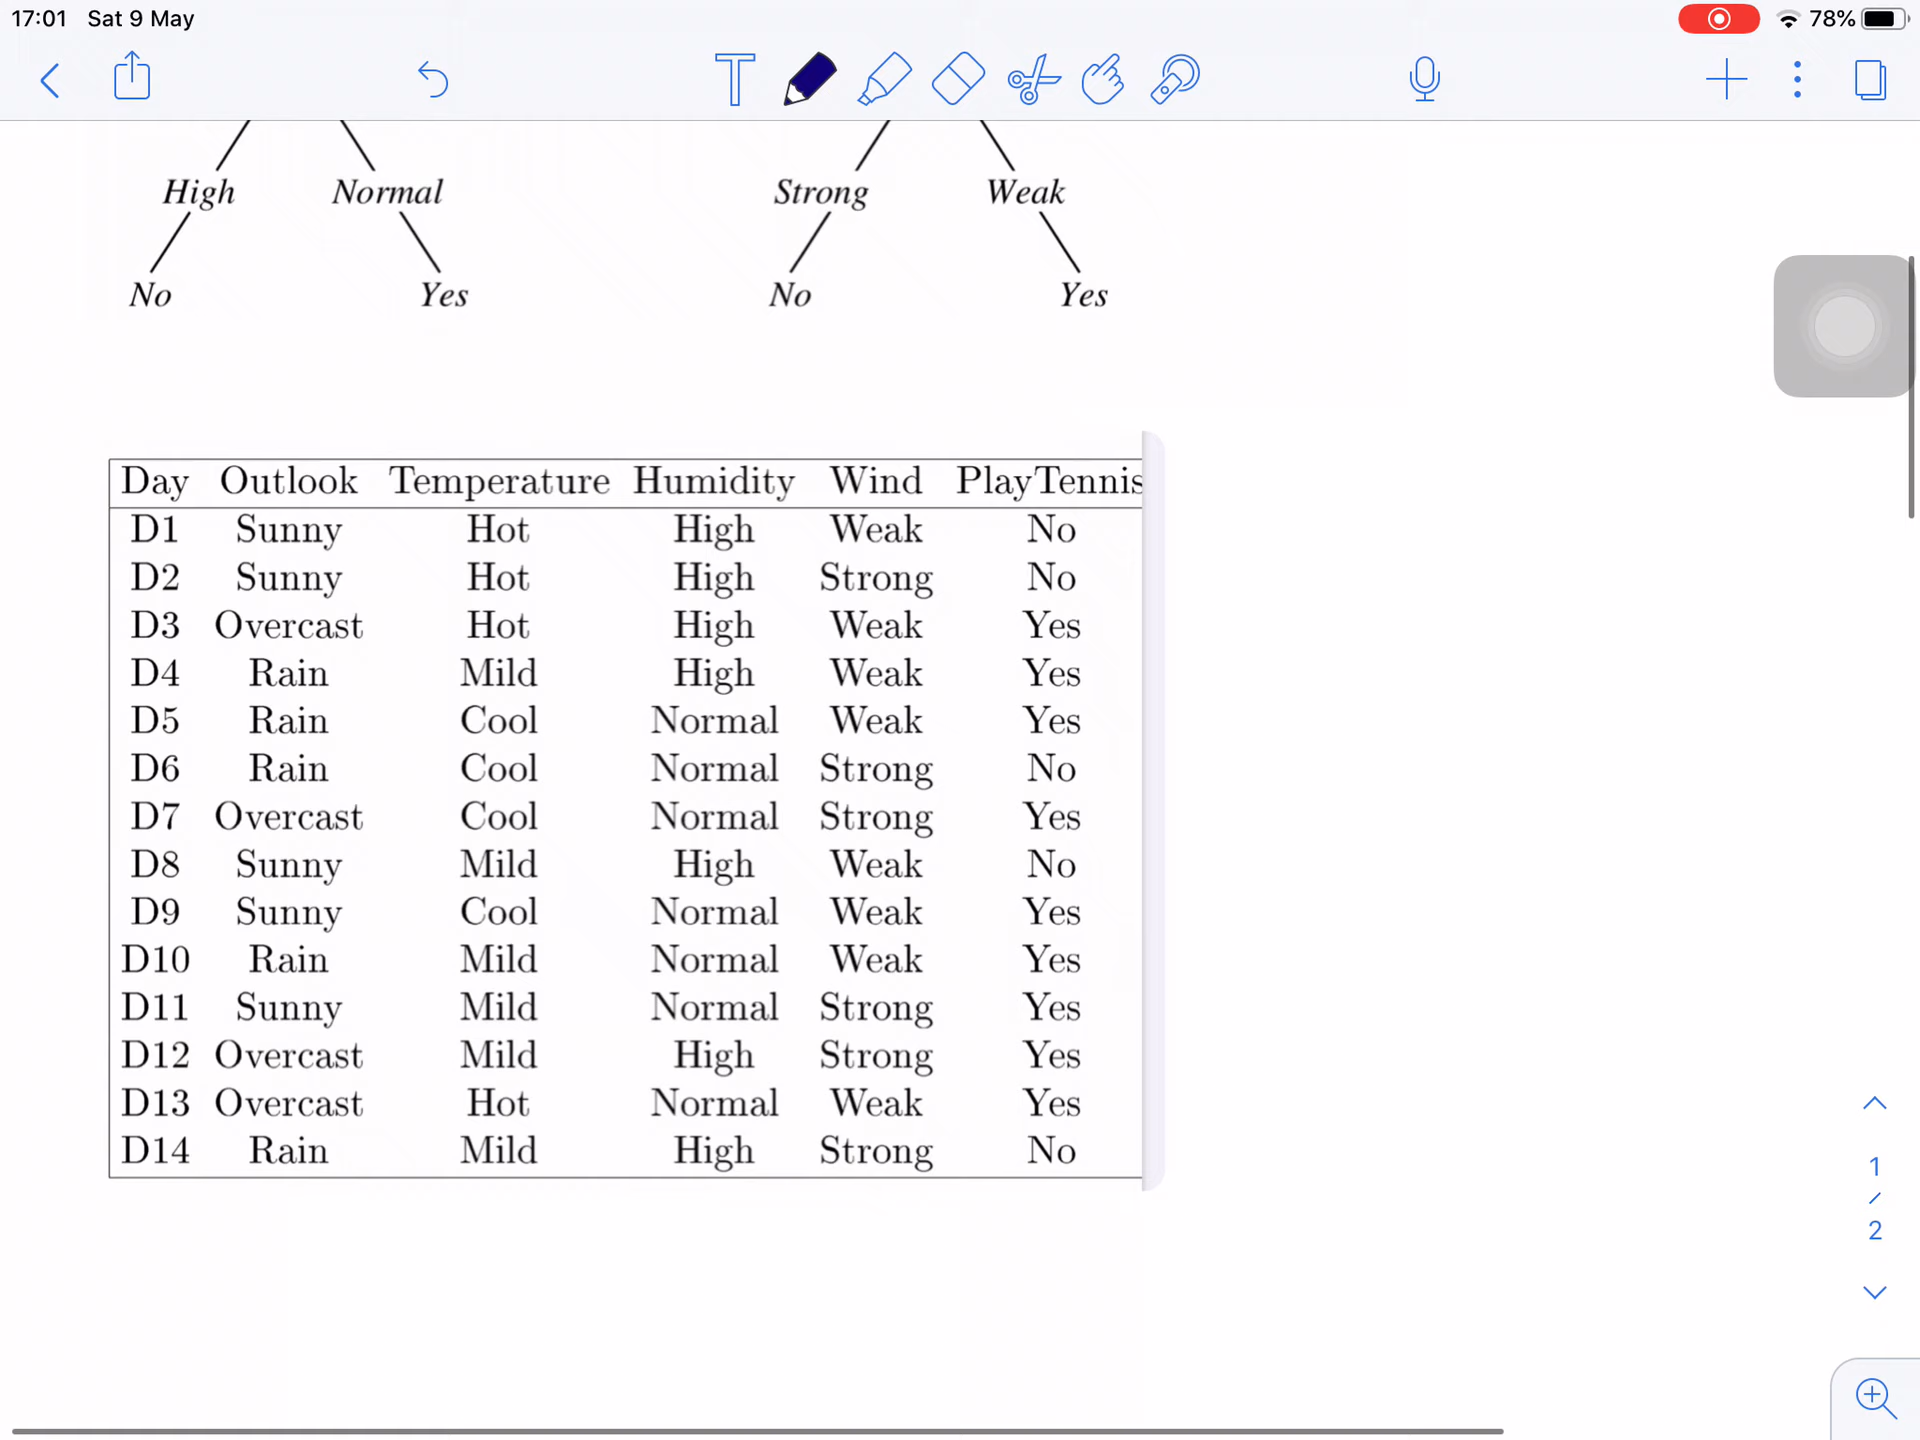 17:01 Sat 9 May 78%
T
High Normal Strong Weak
No Yes No Yes
Day Outlook Temperature Humidity Wind PlayTennis
D1 Sunny Hot High Weak No
D2 Sunny Hot High Strong No
D3 Overcast Hot High Weak Yes
D4 Rain Mild High Weak Yes
D5 Rain Cool Normal Weak Yes
D6 Rain Cool Normal Strong No
D7 Overcast Cool Normal Strong Yes
D8 Sunny Mild High Weak No
D9 Sunny Cool Normal Weak Yes
D10 Rain Mild Normal Weak Yes
D11 Sunny Mild Normal Strong Yes
D12 Overcast Mild High Strong Yes
D13 Overcast Hot Normal Weak Yes
D14 Rain Mild High Strong No
1
/
2